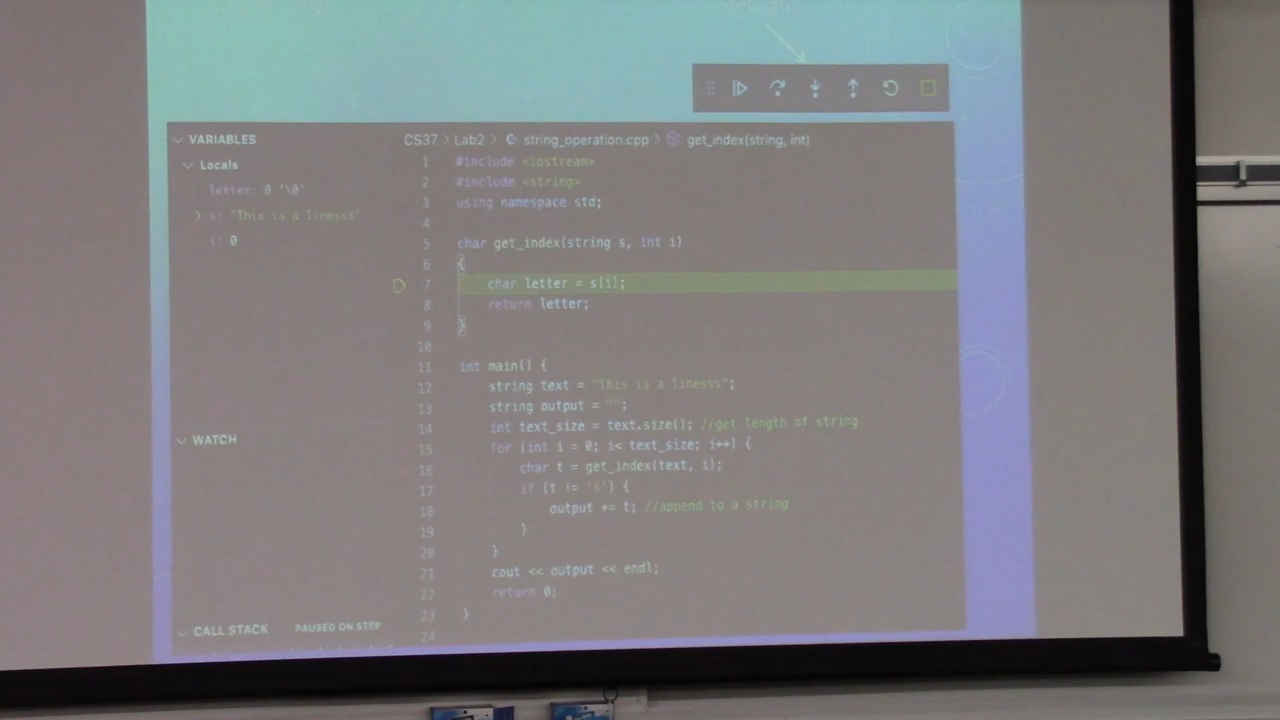 step into
VARIABLES
Locals
letter: 0 '\0'
s: "This is a linesss"
i: 0
WATCH
CALL STACK PAUSED ON STEP
CS37 > Lab2 > string_operation.cpp > get_index(string, int)
1 #include <iostream>
2 #include <string>
3 using namespace std;
4
5 char get_index(string s, int i)
6 {
7 char letter = s[i];
8 return letter;
9 }
10
11 int main() {
12 string text = "This is a linesss";
13 string output = "";
14 int text_size = text.size(); //get length of string
15 for (int i = 0; i< text_size; i++) {
16 char t = get_index(text, i);
17 if (t != 's') {
18 output += t; //append to a string
19 }
20 }
21 cout << output << endl;
22 return 0;
23 }
24